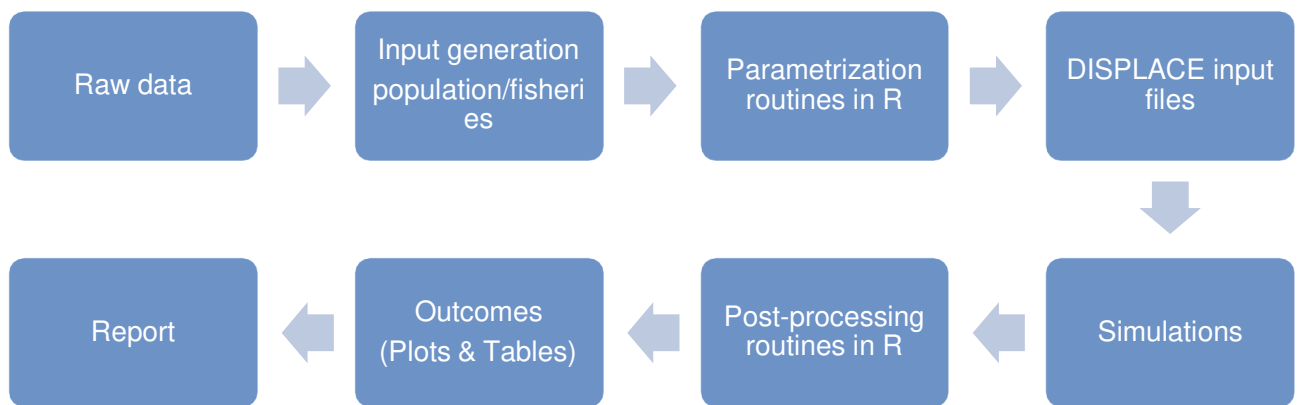 Raw data
Input generation
population/fisheri
es
Parametrization
routines in R
DISPLACE input
files
Simulations
Post-processing
routines in R
Outcomes
(Plots & Tables)
Report